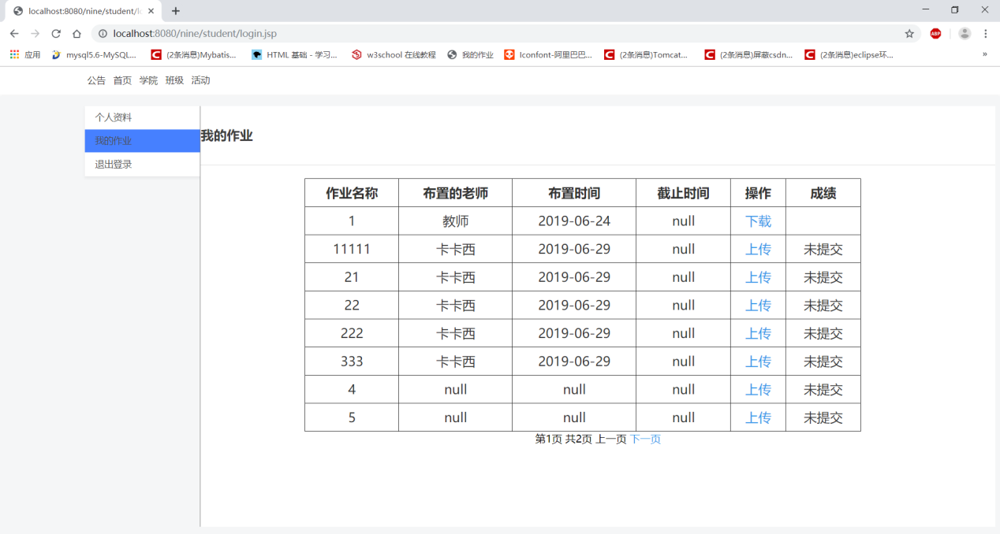 localhost:8080/nine/student/lo
localhost:8080/nine/student/login.jsp
ABP
应用 mysql5.6-MySQL... (2条消息)Mybatis... HTML 基础 - 学习... w3school 在线教程 我的作业 Iconfont-阿里巴巴... (2条消息)Tomcat... (2条消息)屏蔽csdn... (2条消息)eclipse环... »
公告 首页 学院 班级 活动
个人资料
我的作业
退出登录
我的作业
作业名称 布置的老师 布置时间 截止时间 操作 成绩
1 教师 2019-06-24 null 下载
11111 卡卡西 2019-06-29 null 上传 未提交
21 卡卡西 2019-06-29 null 上传 未提交
22 卡卡西 2019-06-29 null 上传 未提交
222 卡卡西 2019-06-29 null 上传 未提交
333 卡卡西 2019-06-29 null 上传 未提交
4 null null null 上传 未提交
5 null null null 上传 未提交
第1页 共2页 上一页 下一页